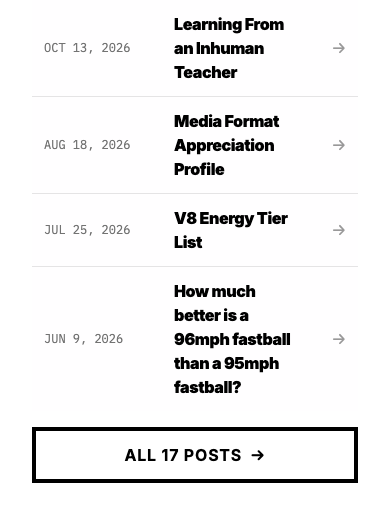 Learning From
OCT 13, 2026 an Inhuman →
Teacher
Media Format
AUG 18, 2026 Appreciation →
Profile
JUL 25, 2026 V8 Energy Tier →
List
How much
better is a
JUN 9, 2026 96mph fastball →
than a 95mph
fastball?
ALL 17 POSTS →